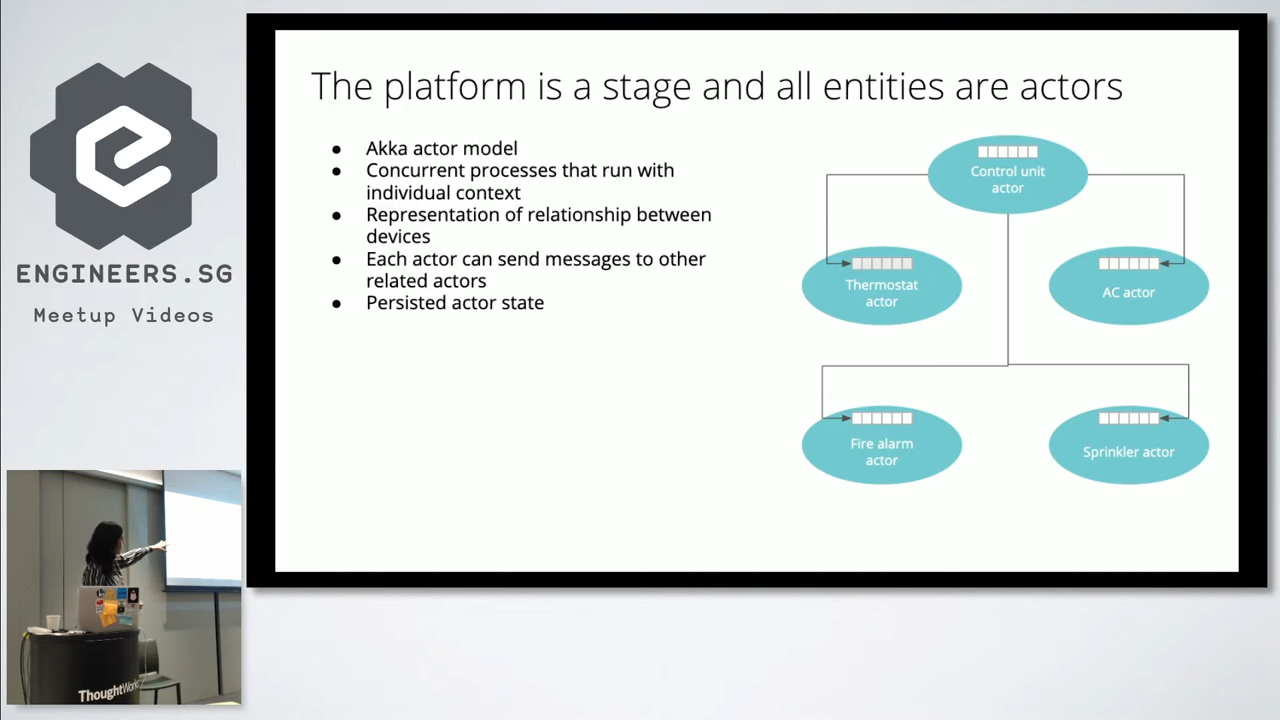 The platform is a stage and all entities are actors
● Akka actor model
● Concurrent processes that run with
individual context
● Representation of relationship between
devices
● Each actor can send messages to other
related actors
● Persisted actor state
Control unit
actor
Thermostat
actor
AC actor
Fire alarm
actor
Sprinkler actor
ENGINEERS.SG
Meetup Videos
ThoughtWorks